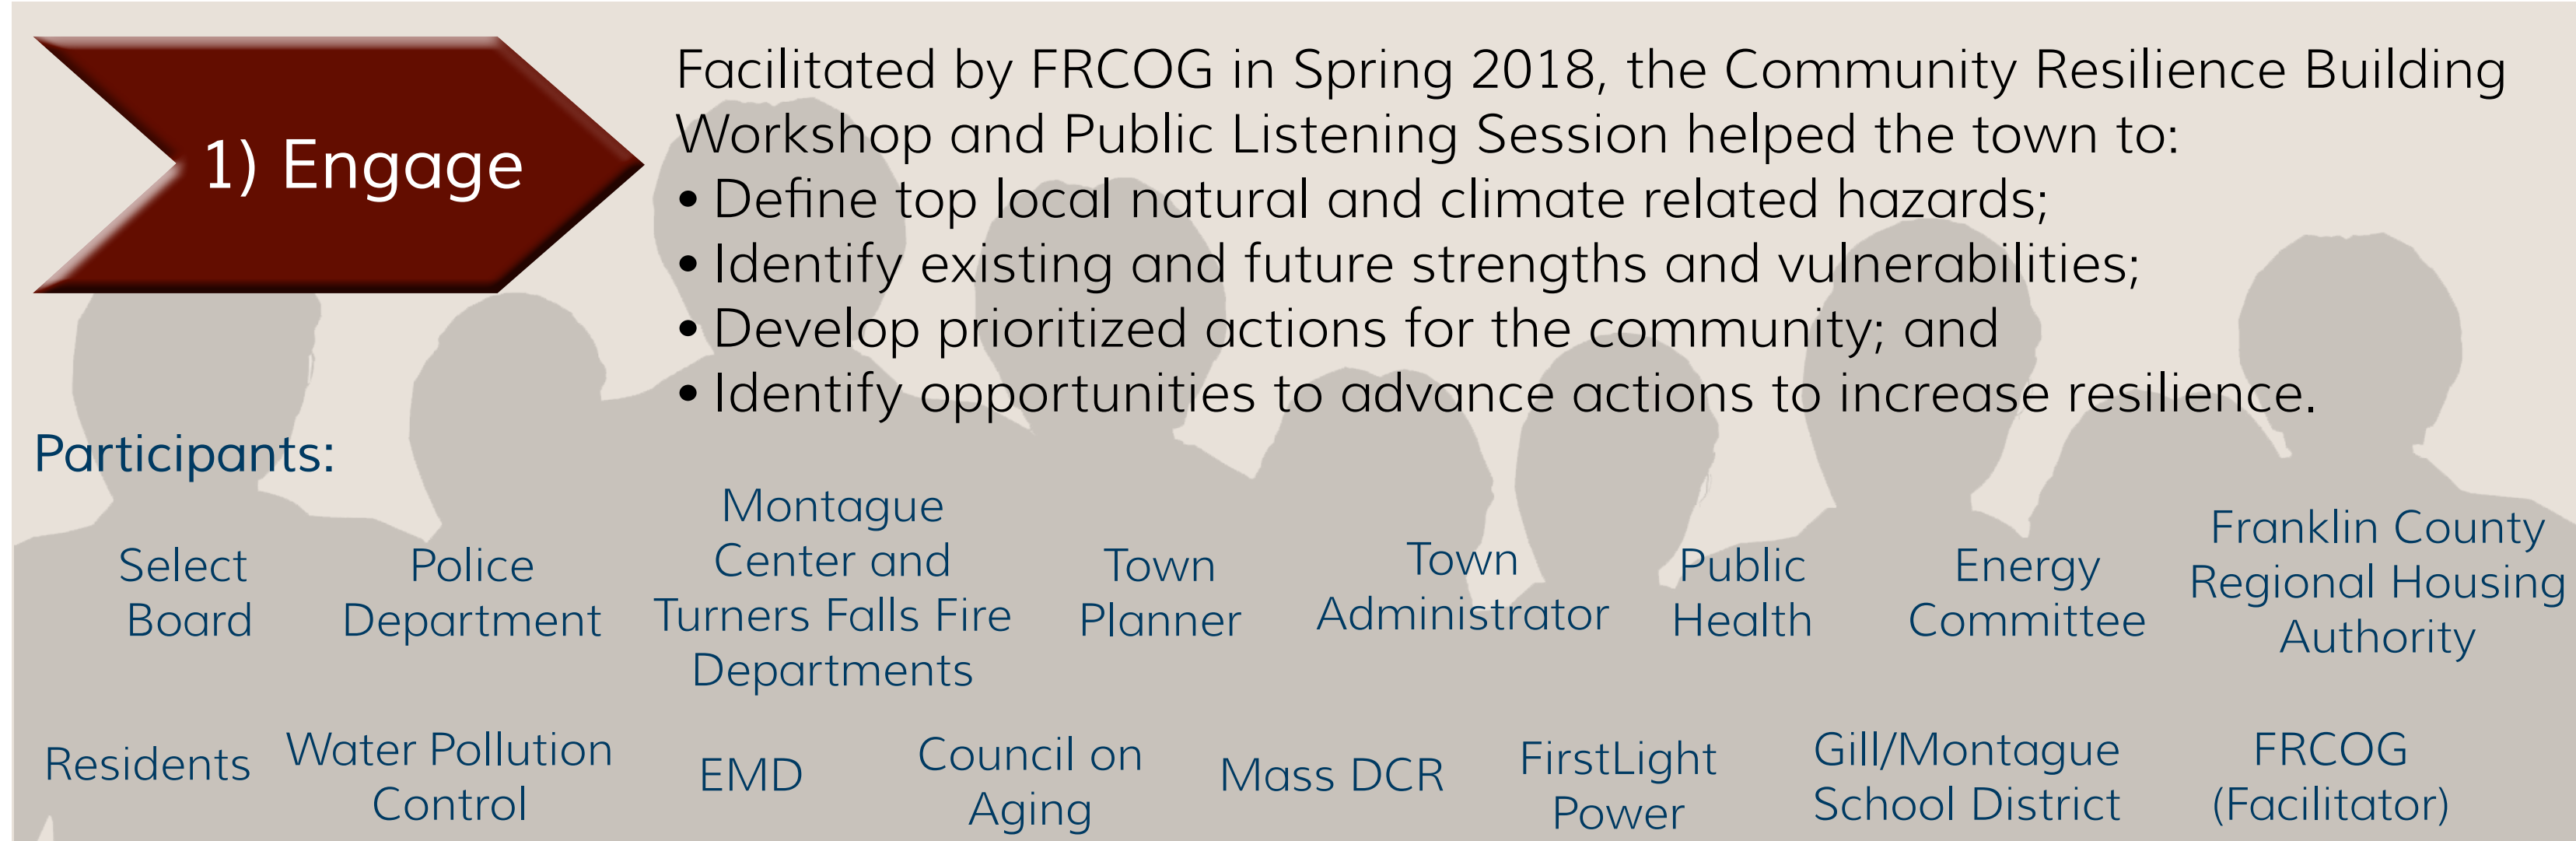 1) Engage
Facilitated by FRCOG in Spring 2018, the Community Resilience Building
Workshop and Public Listening Session helped the town to:
• Define top local natural and climate related hazards;
• Identify existing and future strengths and vulnerabilities;
• Develop prioritized actions for the community; and
• Identify opportunities to advance actions to increase resilience.
Participants:
Select
Board
Police
Department
Montague
Center and
Turners Falls Fire
Departments
Town
Planner
Town
Administrator
Public
Health
Energy
Committee
Franklin County
Regional Housing
Authority
Residents
Water Pollution
Control
EMD
Council on
Aging
Mass DCR
FirstLight
Power
Gill/Montague
School District
FRCOG
(Facilitator)